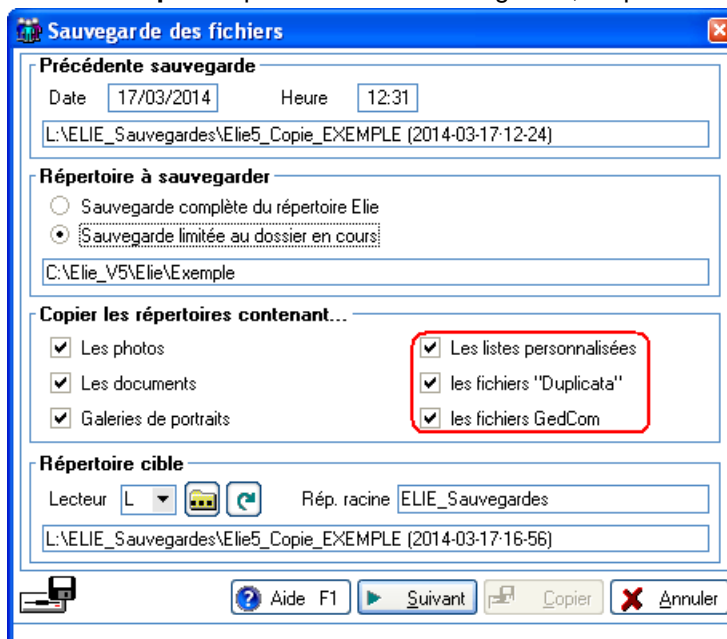 Sauvegarde des fichiers
Précédente sauvegarde
Date 17/03/2014 Heure 12:31
L:\ELIE_Sauvegardes\Elie5_Copie_EXEMPLE (2014-03-17-12-24)
Répertoire à sauvegarder
Sauvegarde complète du répertoire Elie
Sauvegarde limitée au dossier en cours
C:\Elie_V5\Elie\Exemple
Copier les répertoires contenant...
Les photos Les listes personnalisées
Les documents les fichiers "Duplicata"
Galeries de portraits les fichiers GedCom
Répertoire cible
Lecteur L Rép. racine ELIE_Sauvegardes
L:\ELIE_Sauvegardes\Elie5_Copie_EXEMPLE (2014-03-17-16-56)
Aide F1 Suivant Copier Annuler